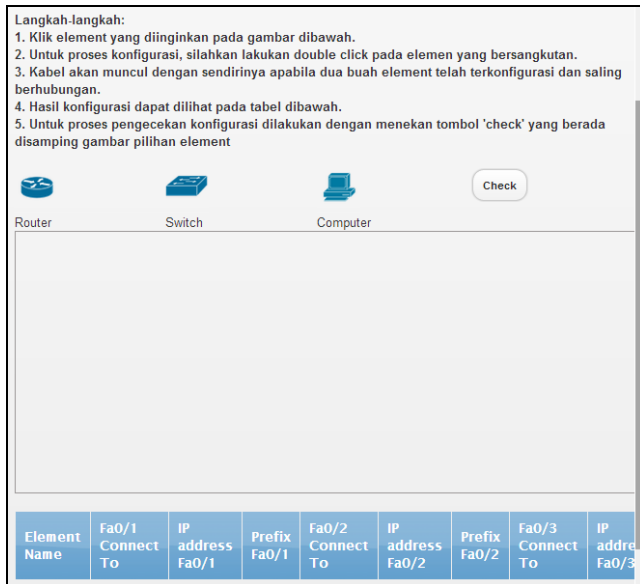 Langkah-langkah:
1. Klik element yang diinginkan pada gambar dibawah.
2. Untuk proses konfigurasi, silahkan lakukan double click pada elemen yang bersangkutan.
3. Kabel akan muncul dengan sendirinya apabila dua buah element telah terkonfigurasi dan saling
berhubungan.
4. Hasil konfigurasi dapat dilihat pada tabel dibawah.
5. Untuk proses pengecekan konfigurasi dilakukan dengan menekan tombol 'check' yang berada
disamping gambar pilihan element
Check
Router Switch Computer
Element Name
Fa0/1 Connect To
IP address Fa0/1
Prefix Fa0/1
Fa0/2 Connect To
IP address Fa0/2
Prefix Fa0/2
Fa0/3 Connect To
IP addre Fa0/3